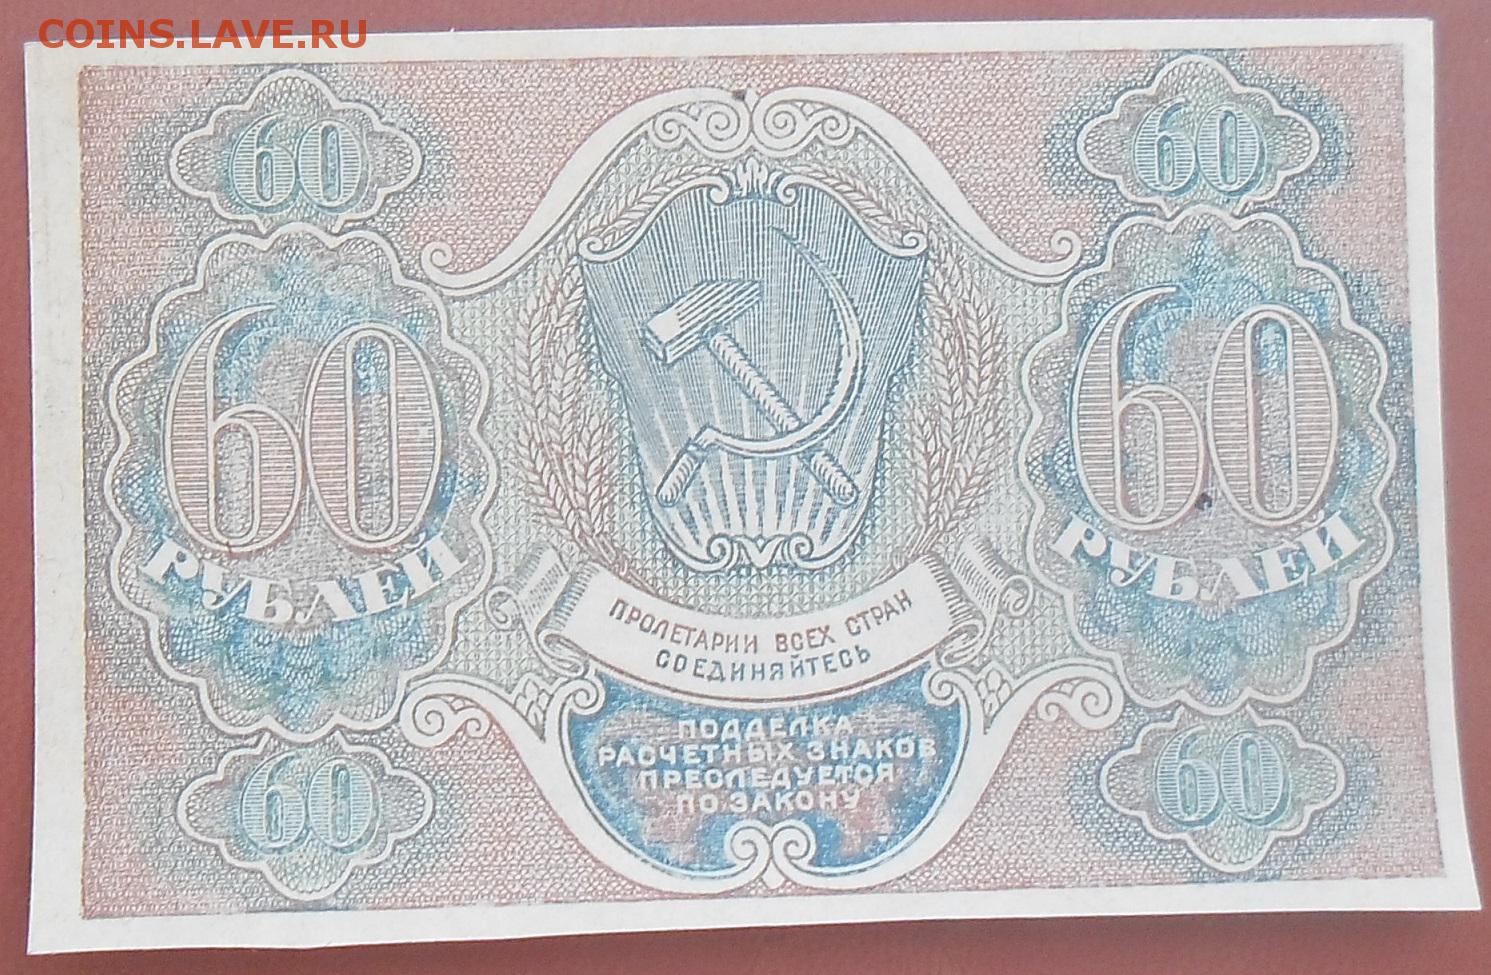 COINS.LAVE.RU
60
60
60
60
РУБЛЕЙ
РУБЛЕЙ
ПРОЛЕТАРИИ ВСЕХ СТРАН
СОЕДИНЯЙТЕСЬ
ПОДДЕЛКА
РАСЧЕТНЫХ ЗНАКОВ
ПРЕСЛЕДУЕТСЯ
ПО ЗАКОНУ
60
60